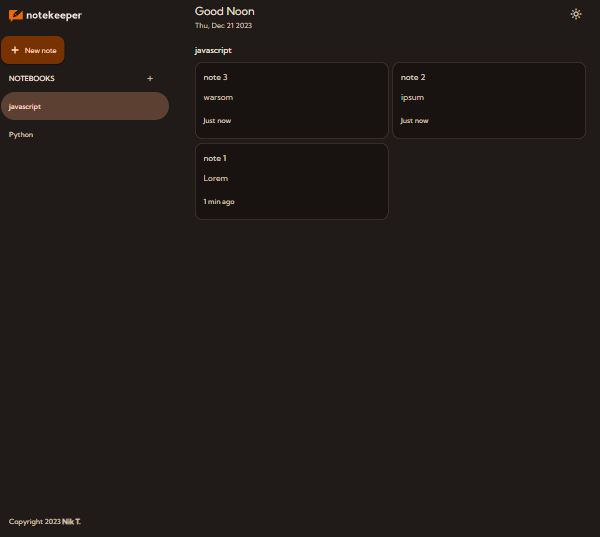 notekeeper
+ New note
NOTEBOOKS +
javascript
Python
Copyright 2023 Nik T.
Good Noon
Thu, Dec 21 2023
javascript
note 3
warsom
Just now
note 2
ipsum
Just now
note 1
Lorem
1 min ago